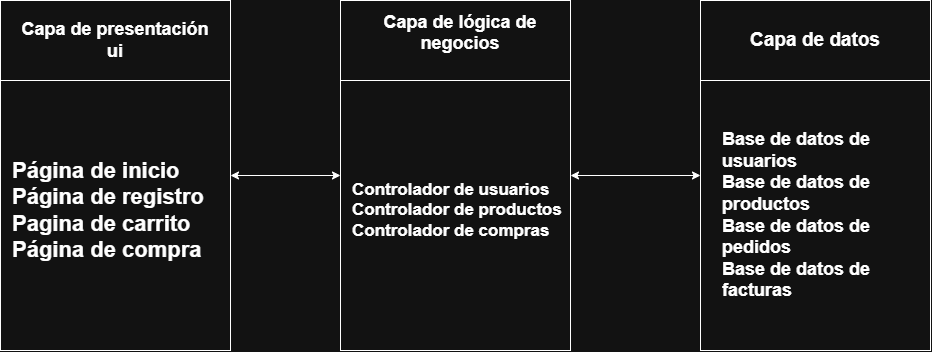 Capa de presentación
ui
Página de inicio
Página de registro
Pagina de carrito
Página de compra
Capa de lógica de
negocios
Controlador de usuarios
Controlador de productos
Controlador de compras
Capa de datos
Base de datos de
usuarios
Base de datos de
productos
Base de datos de
pedidos
Base de datos de
facturas